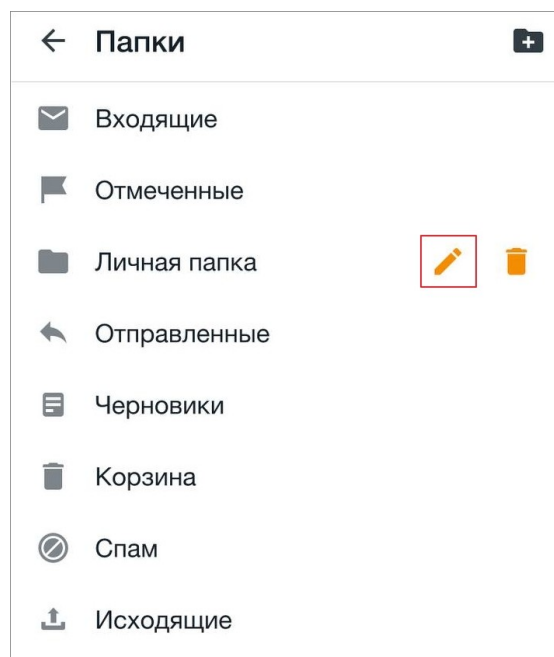 Папки
Входящие
Отмеченные
Личная папка
Отправленные
Черновики
Корзина
Спам
Исходящие